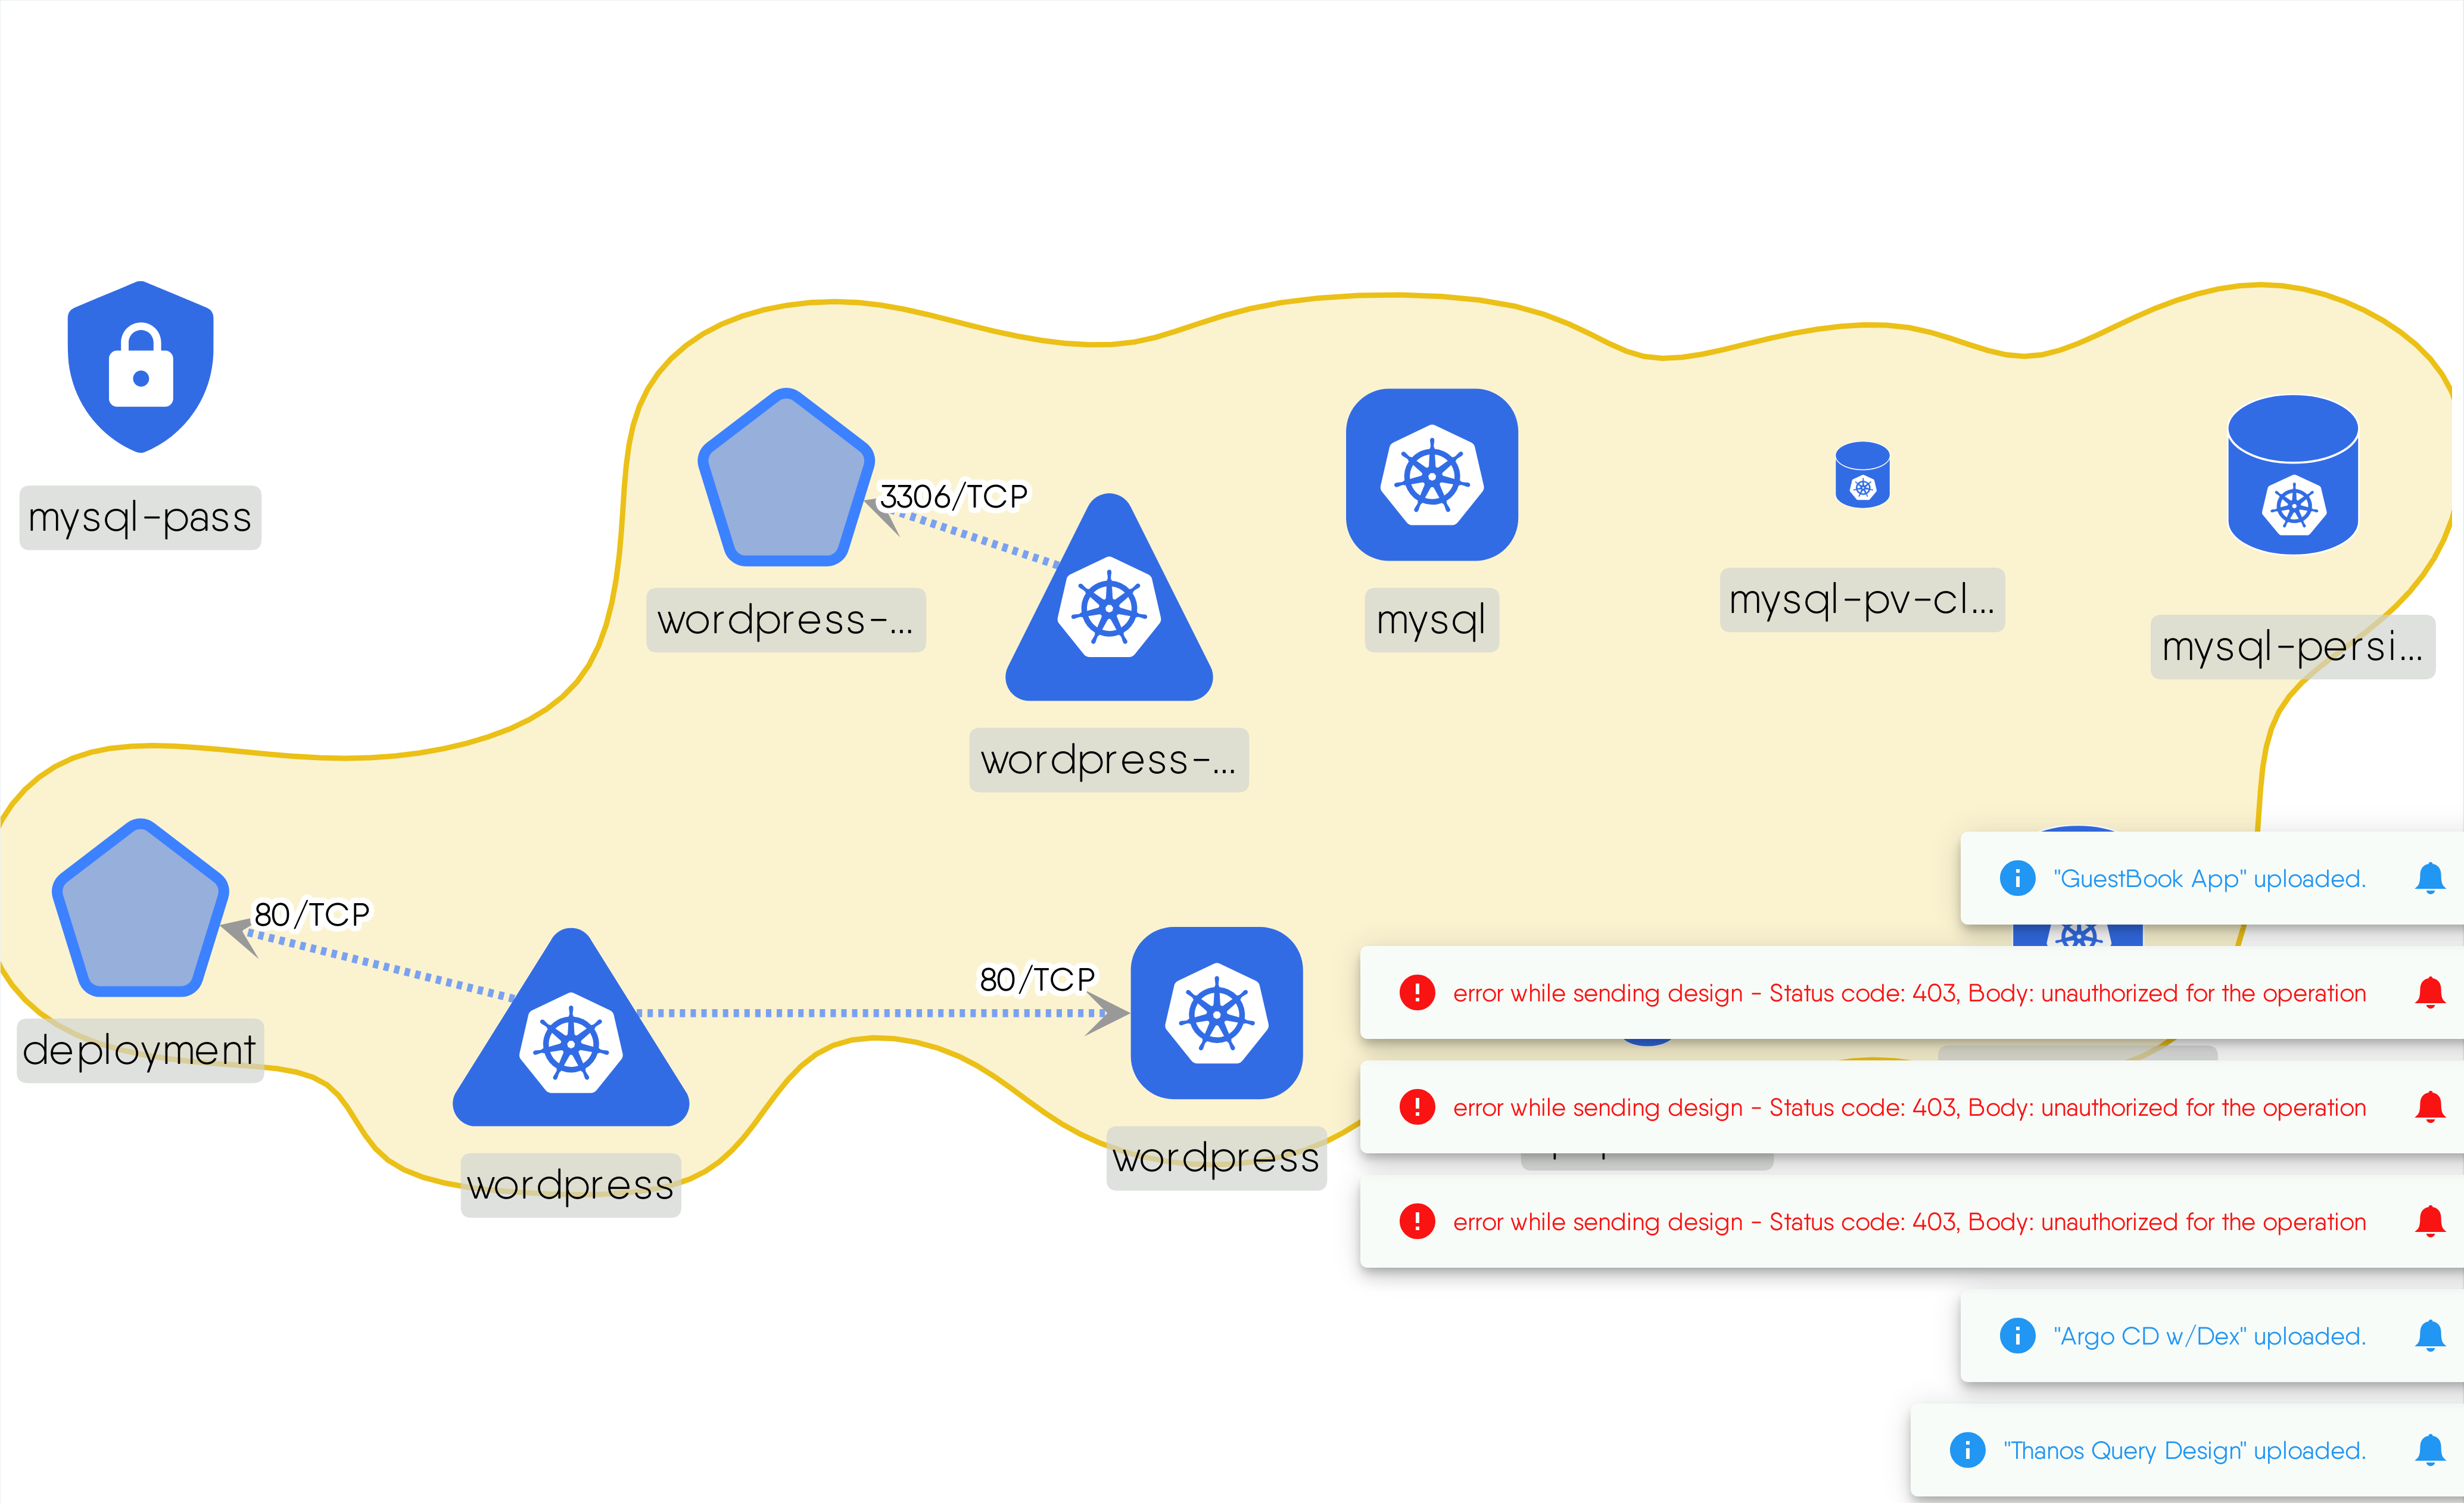 mysql-pass
3306/TCP
wordpress-...
wordpress-...
mysql
mysql-pv-cl...
mysql-persi...
80/TCP
deployment
wordpress
80/TCP
wordpress
"GuestBook App" uploaded.
error while sending design - Status code: 403, Body: unauthorized for the operation
error while sending design - Status code: 403, Body: unauthorized for the operation
error while sending design - Status code: 403, Body: unauthorized for the operation
"Argo CD w/Dex" uploaded.
"Thanos Query Design" uploaded.